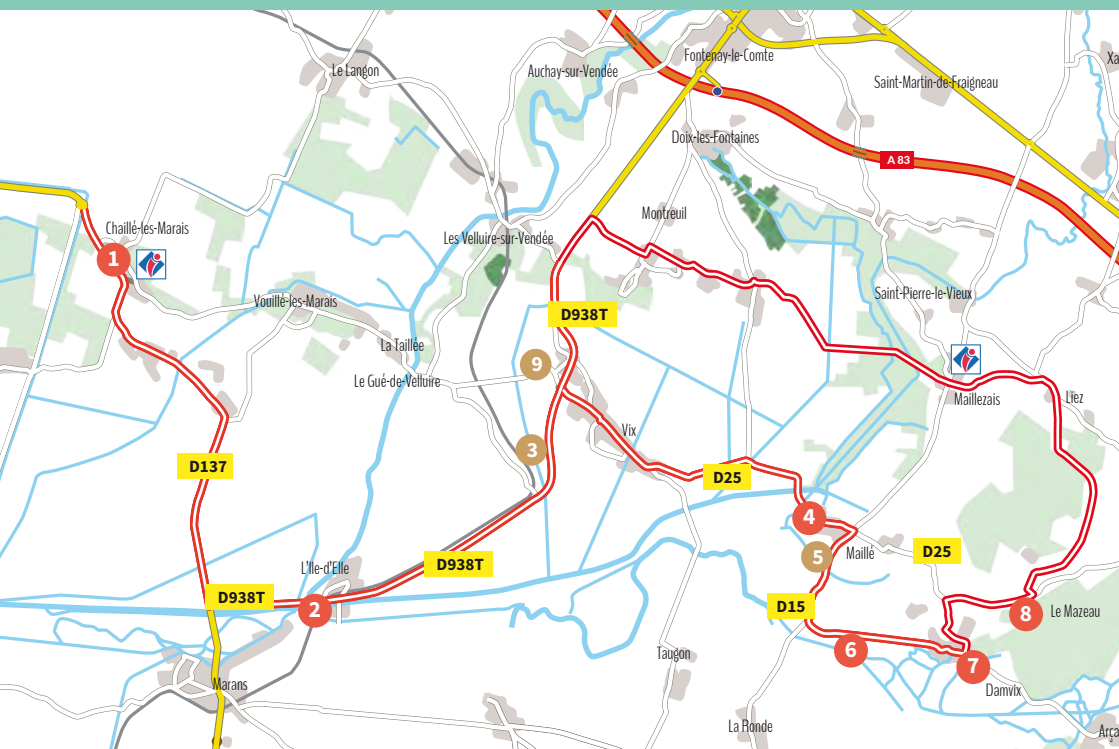 Le Langon
Auchay-sur-Vendée
Fontenay-le-Comte
Saint-Martin-de-Fraigneau
Xa
Doix-les-Fontaines
A 83
Chaillé-les-Marais
1
Les Velluire-sur-Vendée
Montreuil
Vouillé-les-Marais
D938T
Saint-Pierre-le-Vieux
La Taillée
Le Gué-de-Velluire
9
Maillezais
Liez
Vix
3
D137
D25
4
5
Maillé
D25
L'Ile-d'Elle
D938T
D938T
2
D15
8
Le Mazeau
6
7
Taugon
Damvix
Marans
La Ronde
Arça